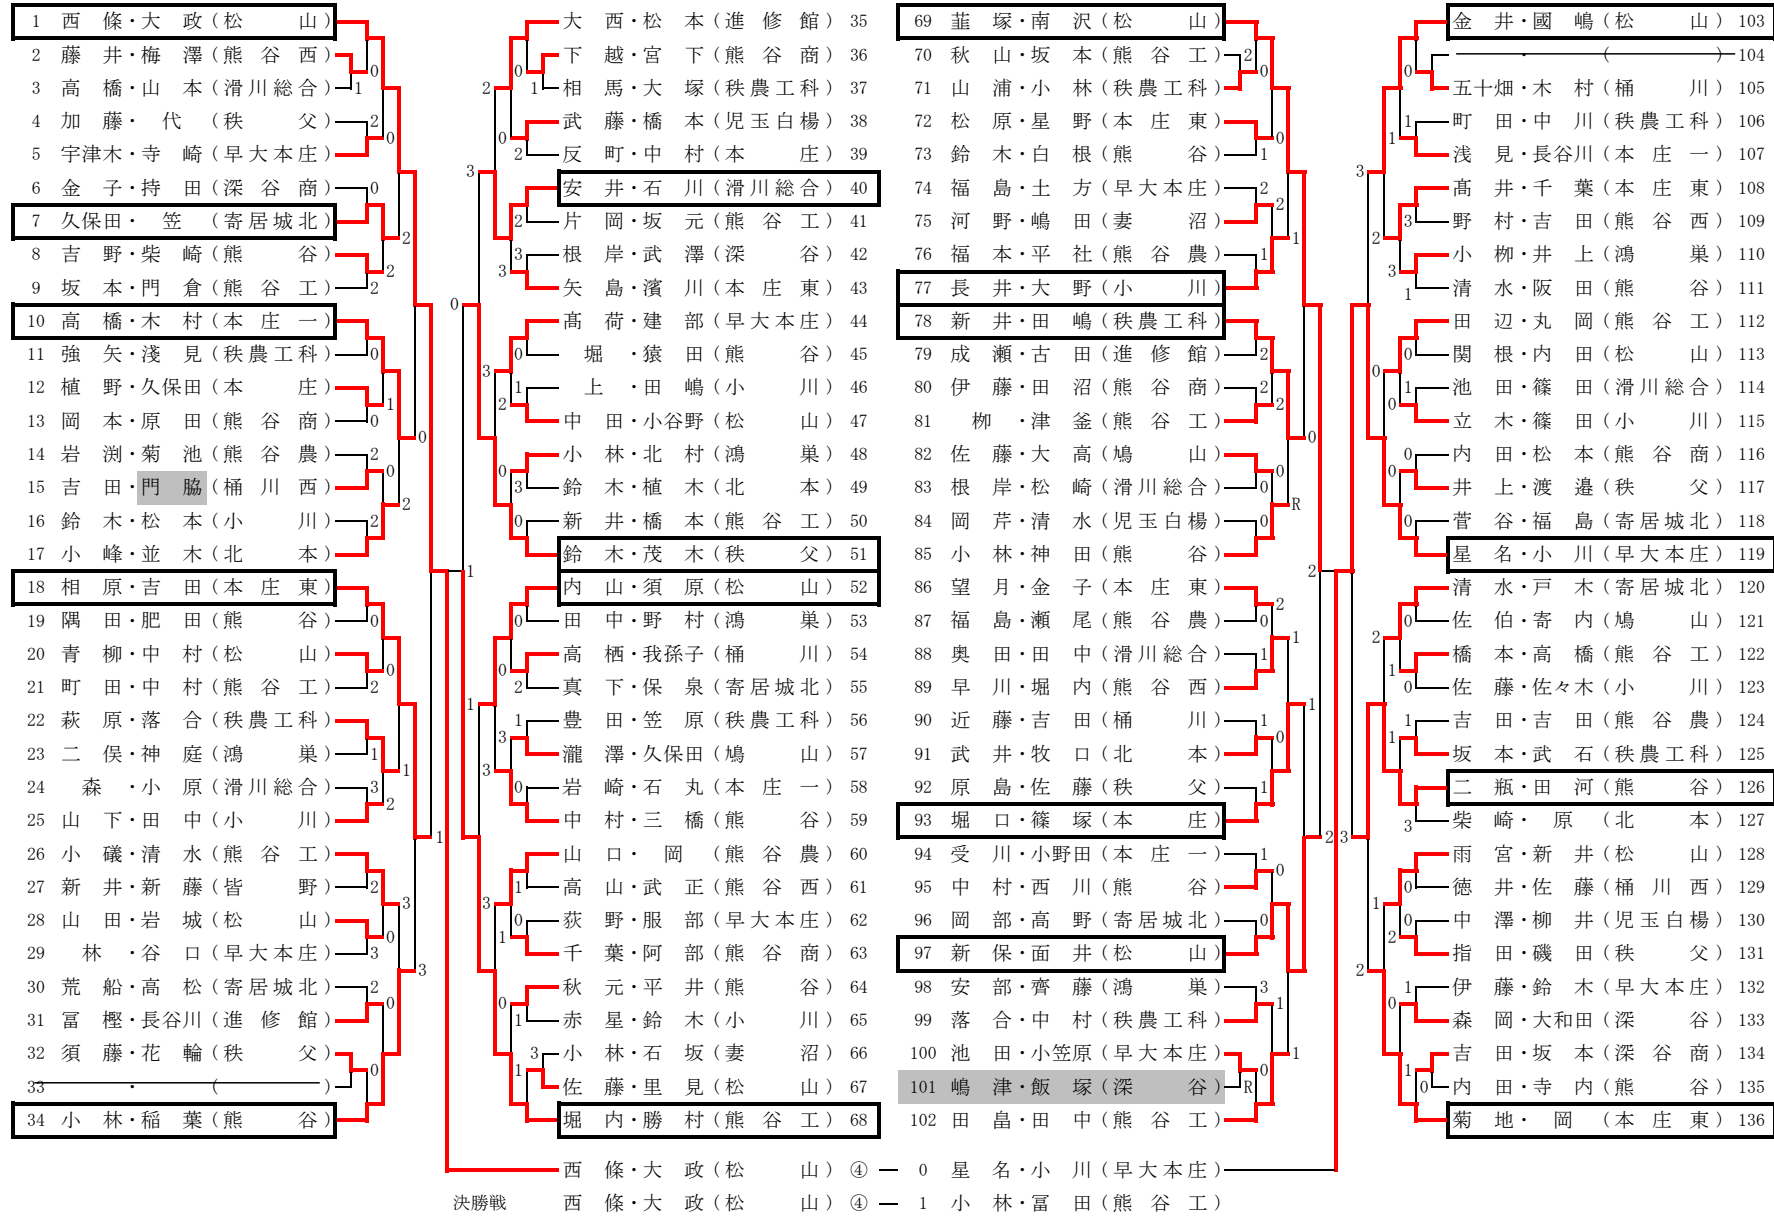 1 西條・大政(松山)
2 藤井・梅澤(熊谷西)
3 高橋・山本(滑川総合)
4 加藤・代(秩父)
5 宇津木・寺崎(早大本庄)
6 金子・持田(深谷商)
7 久保田・笠(寄居城北)
8 吉野・柴崎(熊谷)
9 坂本・門倉(熊谷工)
10 高橋・木村(本庄一)
11 強矢・淺見(秩農工科)
12 植野・久保田(本庄)
13 岡本・原田(熊谷商)
14 岩渕・菊池(熊谷農)
15 吉田・門脇(桶川西)
16 鈴木・松本(小川)
17 小峰・並木(北本)
18 相原・吉田(本庄東)
19 隅田・肥田(熊谷)
20 青柳・中村(松山)
21 町田・中村(熊谷工)
22 萩原・落合(秩農工科)
23 二俣・神庭(鴻巣)
24 森・小原(滑川総合)
25 山下・田中(小川)
26 小磯・清水(熊谷工)
27 新井・新藤(皆野)
28 山田・岩城(松山)
29 林・谷口(早大本庄)
30 荒船・高松(寄居城北)
31 冨樫・長谷川(進修館)
32 須藤・花輪(秩父)
33 ・( )
34 小林・稲葉(熊谷)
大西・松本(進修館) 35
下越・宮下(熊谷商) 36
相馬・大塚(秩農工科) 37
武藤・橋本(児玉白楊) 38
反町・中村(本庄) 39
安井・石川(滑川総合) 40
片岡・坂元(熊谷工) 41
根岸・武澤(深谷) 42
矢島・濱川(本庄東) 43
髙荷・建部(早大本庄) 44
堀・猿田(熊谷) 45
上・田嶋(小川) 46
中田・小谷野(松山) 47
小林・北村(鴻巣) 48
鈴木・植木(北本) 49
新井・橋本(熊谷工) 50
鈴木・茂木(秩父) 51
内山・須原(松山) 52
田中・野村(鴻巣) 53
高栖・我孫子(桶川) 54
真下・保泉(寄居城北) 55
豊田・笠原(秩農工科) 56
瀧澤・久保田(鳩山) 57
岩崎・石丸(本庄一) 58
中村・三橋(熊谷) 59
山口・岡(熊谷農) 60
高山・武正(熊谷西) 61
荻野・服部(早大本庄) 62
千葉・阿部(熊谷商) 63
秋元・平井(熊谷) 64
赤星・鈴木(小川) 65
小林・石坂(妻沼) 66
佐藤・里見(松山) 67
堀内・勝村(熊谷工) 68
69 韮塚・南沢(松山)
70 秋山・坂本(熊谷工)
71 山浦・小林(秩農工科)
72 松原・星野(本庄東)
73 鈴木・白根(熊谷)
74 福島・土方(早大本庄)
75 河野・嶋田(妻沼)
76 福本・平社(熊谷農)
77 長井・大野(小川)
78 新井・田嶋(秩農工科)
79 成瀬・古田(進修館)
80 伊藤・田沼(熊谷商)
81 栁・津釜(熊谷工)
82 佐藤・大高(鳩山)
83 根岸・松崎(滑川総合)
84 岡芹・清水(児玉白楊)
85 小林・神田(熊谷)
86 望月・金子(本庄東)
87 福島・瀬尾(熊谷農)
88 奥田・田中(滑川総合)
89 早川・堀内(熊谷西)
90 近藤・吉田(桶川)
91 武井・牧口(北本)
92 原島・佐藤(秩父)
93 堀口・篠塚(本庄)
94 受川・小野田(本庄一)
95 中村・西川(熊谷)
96 岡部・高野(寄居城北)
97 新保・面井(松山)
98 安部・齊藤(鴻巣)
99 落合・中村(秩農工科)
100 池田・小笠原(早大本庄)
101 嶋津・飯塚(深谷)
102 田畠・田中(熊谷工)
金井・國嶋(松山) 103
・( ) 104
五十畑・木村(桶川) 105
町田・中川(秩農工科) 106
浅見・長谷川(本庄一) 107
髙井・千葉(本庄東) 108
野村・吉田(熊谷西) 109
小栁・井上(鴻巣) 110
清水・阪田(熊谷) 111
田辺・丸岡(熊谷工) 112
関根・内田(松山) 113
池田・篠田(滑川総合) 114
立木・篠田(小川) 115
内田・松本(熊谷商) 116
井上・渡邉(秩父) 117
菅谷・福島(寄居城北) 118
星名・小川(早大本庄) 119
清水・戸木(寄居城北) 120
佐伯・寄内(鳩山) 121
橋本・高橋(熊谷工) 122
佐藤・佐々木(小川) 123
吉田・吉田(熊谷農) 124
坂本・武石(秩農工科) 125
二瓶・田河(熊谷) 126
柴崎・原(北本) 127
雨宮・新井(松山) 128
徳井・佐藤(桶川西) 129
中澤・柳井(児玉白楊) 130
指田・磯田(秩父) 131
伊藤・鈴木(早大本庄) 132
森岡・大和田(深谷) 133
吉田・坂本(深谷商) 134
内田・寺内(熊谷) 135
菊地・岡(本庄東) 136
西條・大政(松山) ④ ― 0 星名・小川(早大本庄)
決勝戦 西條・大政(松山) ④ ― 1 小林・冨田(熊谷工)